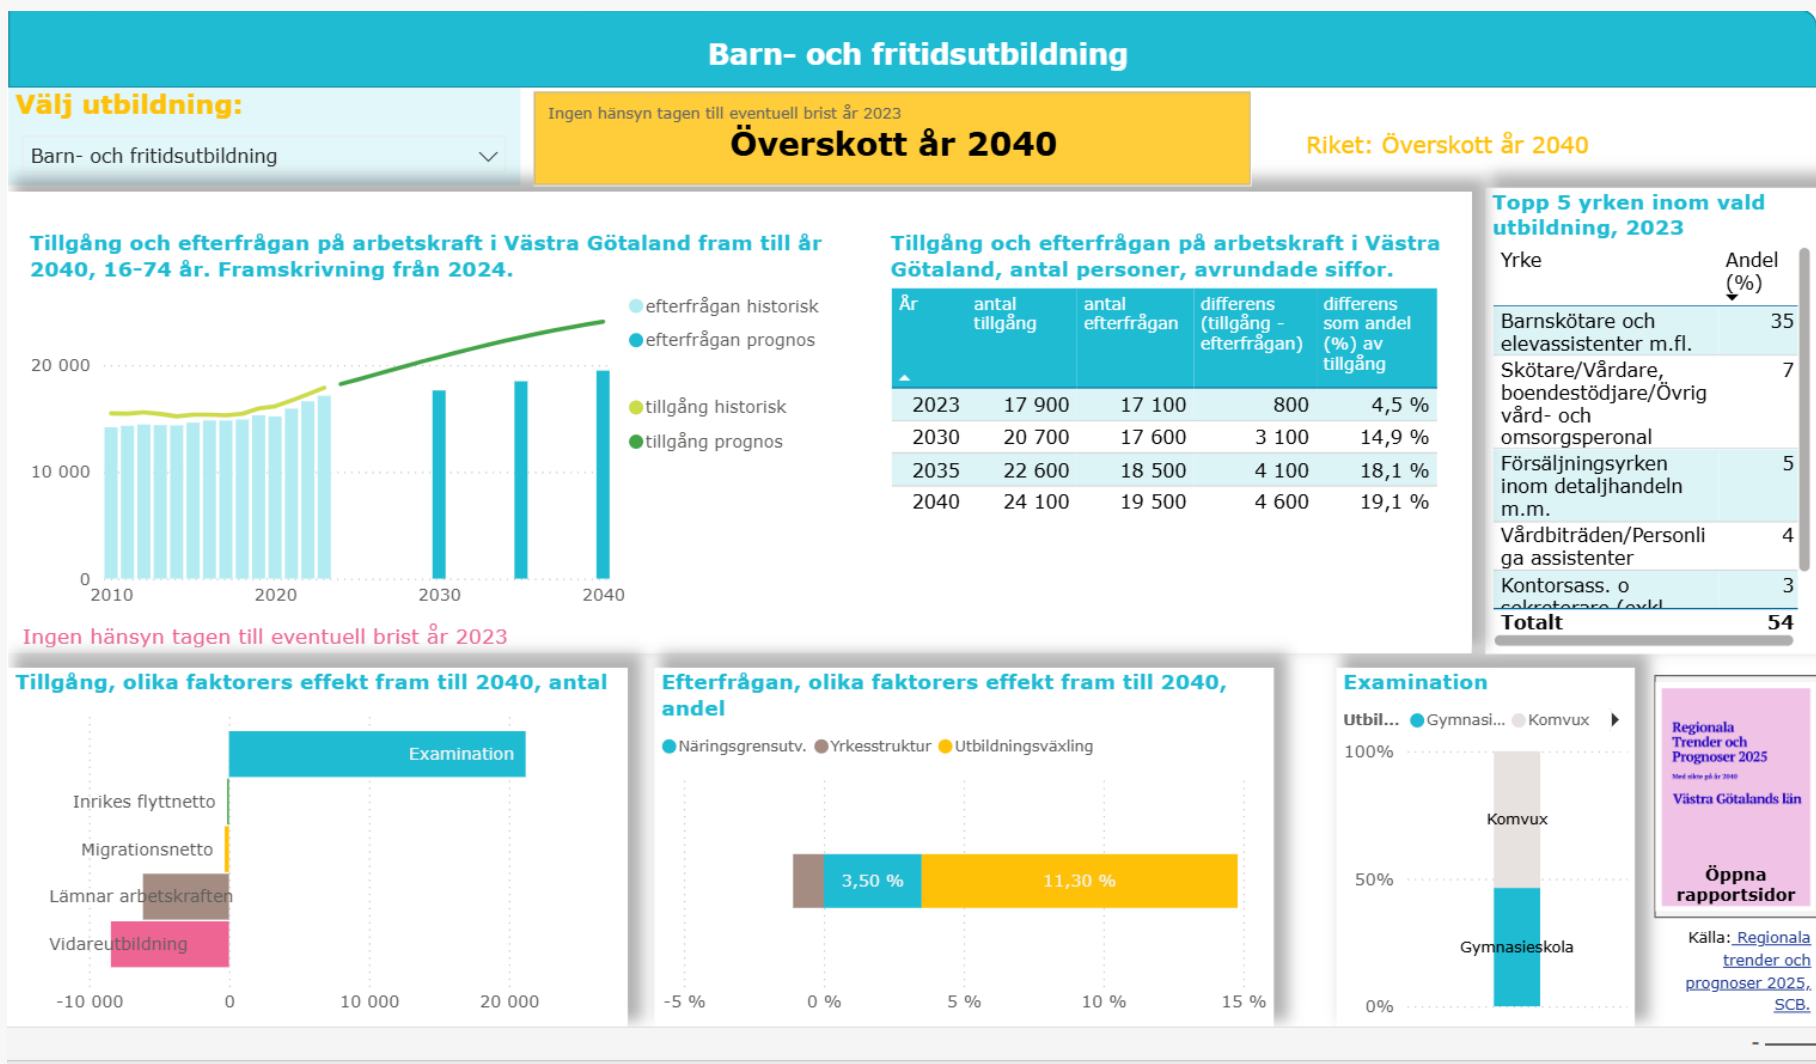 Barn- och fritidsutbildning
Välj utbildning:
Barn- och fritidsutbildning
Ingen hänsyn tagen till eventuell brist år 2023
Överskott år 2040
Riket: Överskott år 2040
Tillgång och efterfrågan på arbetskraft i Västra Götaland fram till år
2040, 16-74 år. Framskrivning från 2024.
efterfrågan historisk
efterfrågan prognos
tillgång historisk
tillgång prognos
20 000
10 000
0
2010 2020 2030 2040
Ingen hänsyn tagen till eventuell brist år 2023
Tillgång och efterfrågan på arbetskraft i Västra
Götaland, antal personer, avrundade siffor.
År antal tillgång antal efterfrågan differens (tillgång - efterfrågan) differens som andel (%) av tillgång
2023 17 900 17 100 800 4,5 %
2030 20 700 17 600 3 100 14,9 %
2035 22 600 18 500 4 100 18,1 %
2040 24 100 19 500 4 600 19,1 %
Topp 5 yrken inom vald
utbildning, 2023
Yrke Andel
(%)
Barnskötare och 35
elevassistenter m.fl.
Skötare/Vårdare, 7
boendestödjare/Övrig
vård- och
omsorgsperonal
Försäljningsyrken 5
inom detaljhandeln
m.m.
Vårdbiträden/Personli 4
ga assistenter
Kontorsass. o 3
sekreterare (exkl
Totalt 54
Tillgång, olika faktorers effekt fram till 2040, antal
Examination
Inrikes flyttnetto
Migrationsnetto
Lämnar arbetskraften
Vidareutbildning
-10 000 0 10 000 20 000
Efterfrågan, olika faktorers effekt fram till 2040,
andel
Näringsgrensutv. Yrkesstruktur Utbildningsväxling
3,50 % 11,30 %
-5 % 0 % 5 % 10 % 15 %
Examination
Utbil... Gymnasi... Komvux
100%
Komvux
50%
Gymnasieskola
0%
Regionala
Trender och
Prognoser 2025
Med sikte på år 2040
Västra Götalands län
Öppna
rapportsidor
Källa: Regionala
trender och
prognoser 2025,
SCB.